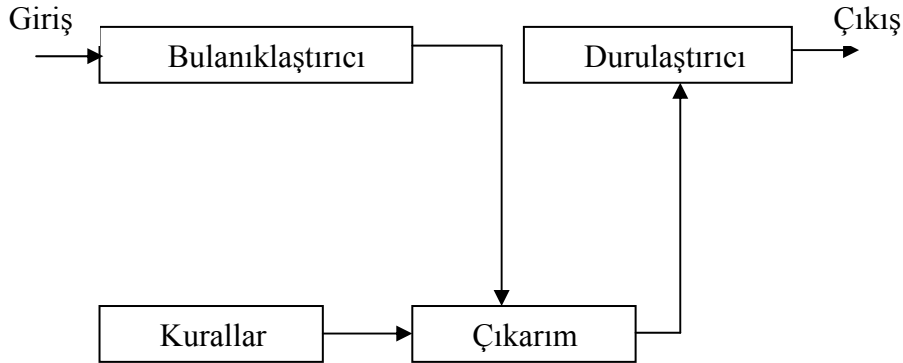 Giriş
Çıkış
Bulanıklaştırıcı
Durulaştırıcı
Kurallar
Çıkarım